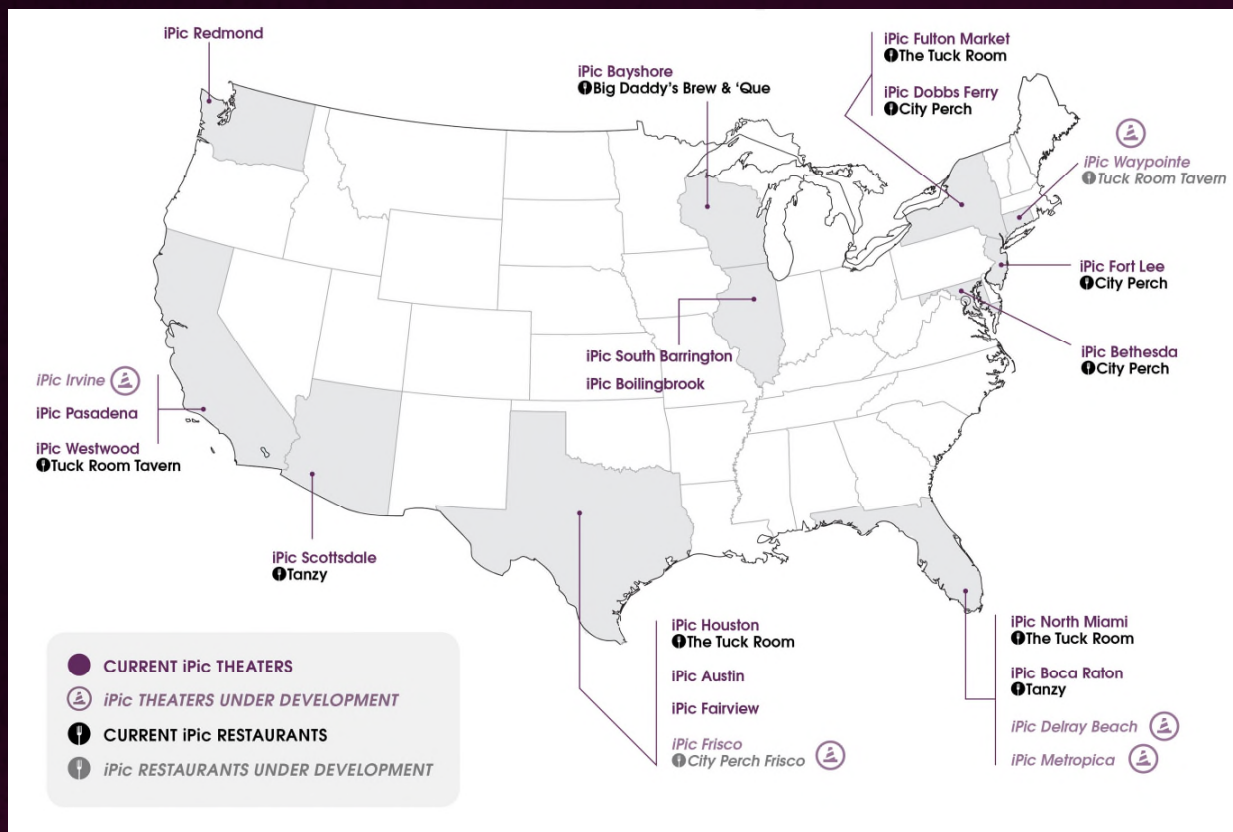 iPic Redmond
iPic Bayshore
Big Daddy's Brew & 'Que
iPic Fulton Market
The Tuck Room
iPic Dobbs Ferry
City Perch
iPic Waypointe
Tuck Room Tavern
iPic Fort Lee
City Perch
iPic Bethesda
City Perch
iPic South Barrington
iPic Boilingbrook
iPic Irvine
iPic Pasadena
iPic Westwood
Tuck Room Tavern
iPic Scottsdale
Tanzy
iPic Houston
The Tuck Room
iPic Austin
iPic Fairview
iPic Frisco
City Perch Frisco
iPic North Miami
The Tuck Room
iPic Boca Raton
Tanzy
iPic Delray Beach
iPic Metropica
CURRENT iPic THEATERS
iPic THEATERS UNDER DEVELOPMENT
CURRENT iPic RESTAURANTS
iPic RESTAURANTS UNDER DEVELOPMENT